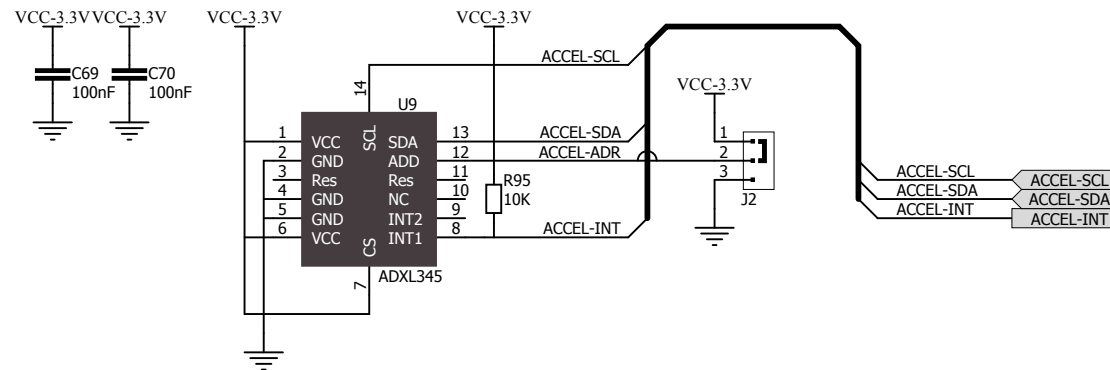 VCC-3.3V VCC-3.3V VCC-3.3V VCC-3.3V
ACCEL-SCL
C69
100nF
C70
100nF
VCC-3.3V
14
U9
SCL
1 VCC SDA 13 ACCEL-SDA 1
2 GND ADD 12 ACCEL-ADR 2
3 Res Res 11 3
4 GND NC 10
5 GND INT2 9
6 VCC INT1 8 ACCEL-INT
R95
10K
J2
CS
7
ADXL345
ACCEL-SCL ACCEL-SCL
ACCEL-SDA ACCEL-SDA
ACCEL-INT ACCEL-INT